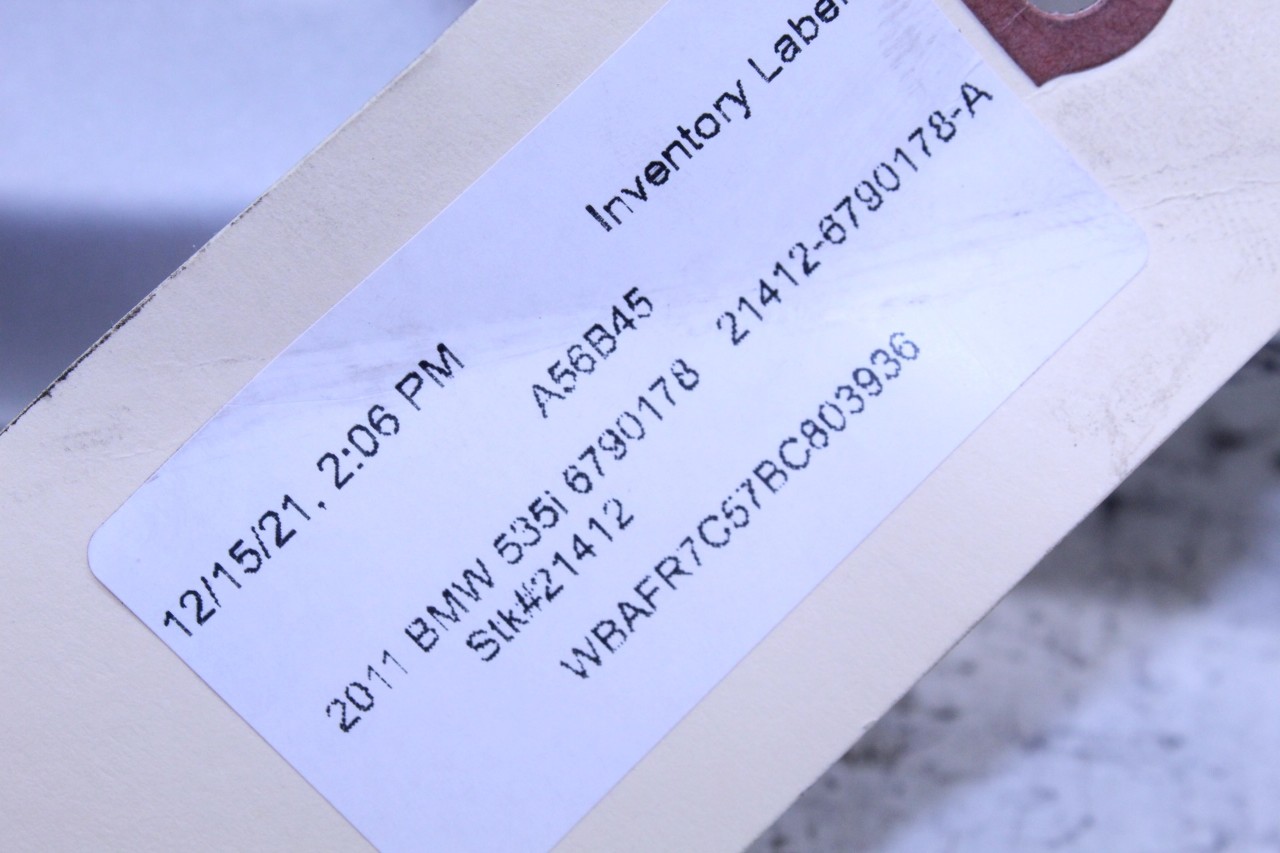 Inventory Label
12/15/21, 2:06 PM
A56B45
2011 BMW 535i 6790178 21412-6790178-A
Stk#21412
WBAFR7C57BC803936